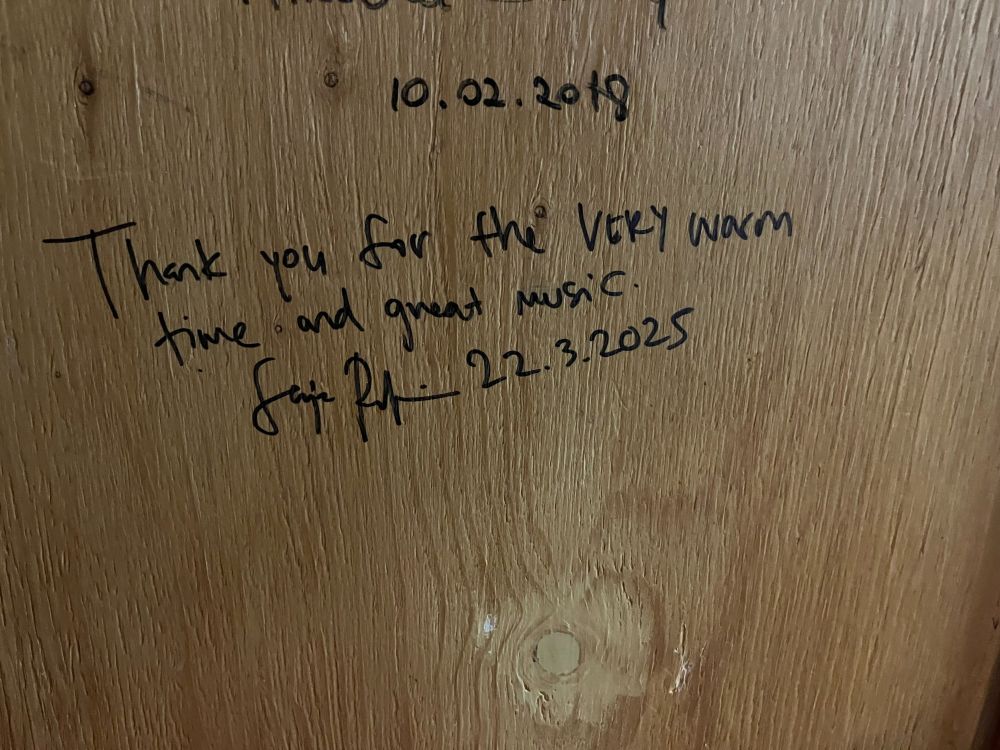 10.02.2018
Thank you for the VERY warm
time and great music.
22.3.2025